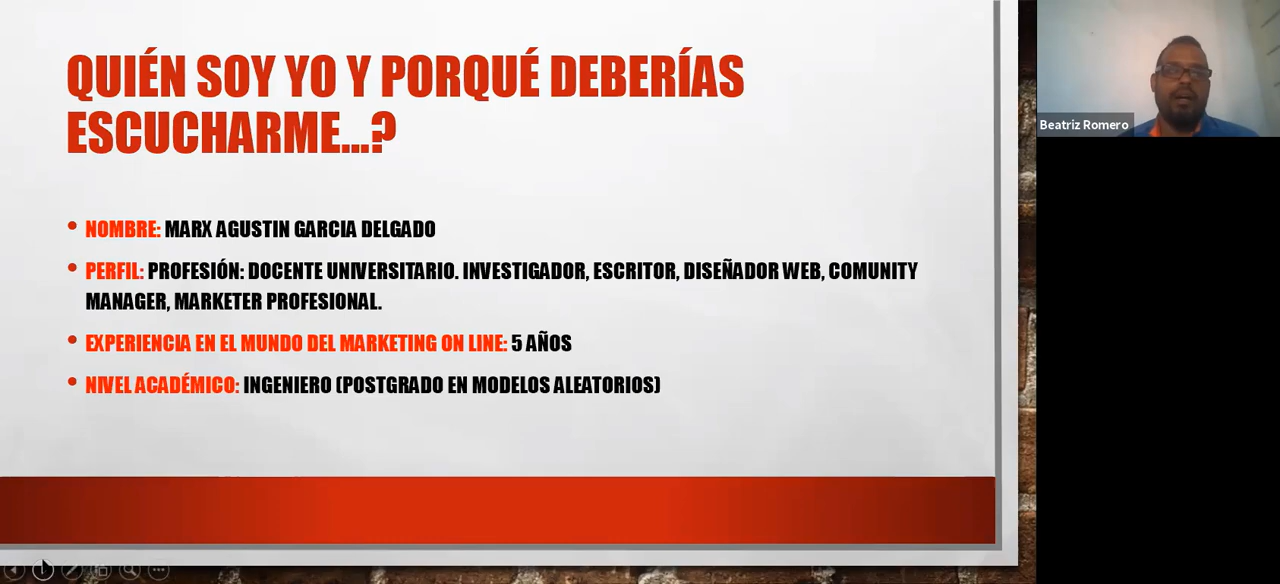 QUIÉN SOY YO Y PORQUÉ DEBERÍAS
ESCUCHARME...?
• NOMBRE: MARX AGUSTIN GARCIA DELGADO
• PERFIL: PROFESIÓN: DOCENTE UNIVERSITARIO. INVESTIGADOR, ESCRITOR, DISEÑADOR WEB, COMUNITY
MANAGER, MARKETER PROFESIONAL.
• EXPERIENCIA EN EL MUNDO DEL MARKETING ON LINE: 5 AÑOS
• NIVEL ACADÉMICO: INGENIERO (POSTGRADO EN MODELOS ALEATORIOS)
Beatriz Romero